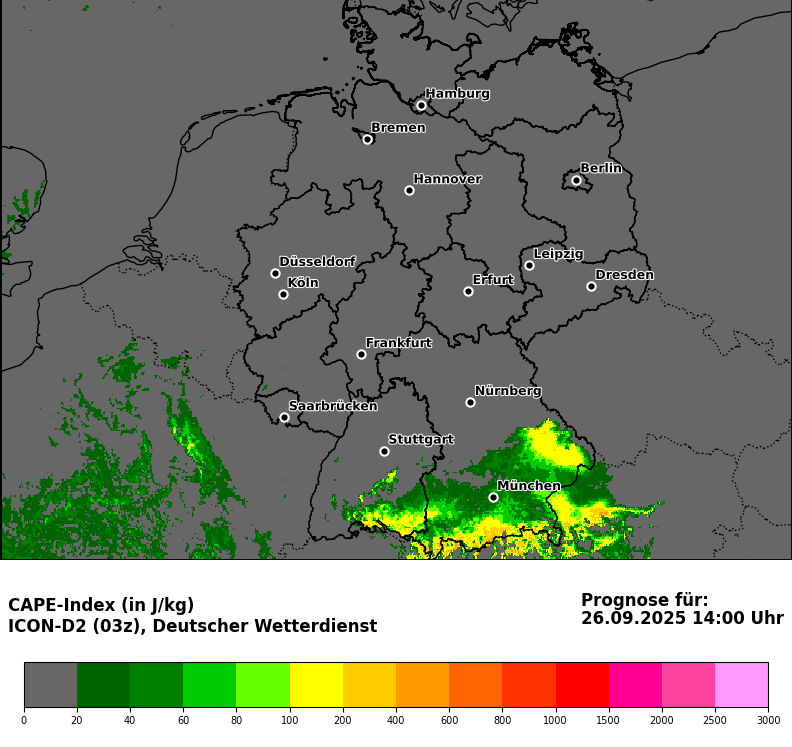 Hamburg
Bremen
Berlin
Hannover
Leipzig
Düsseldorf
Dresden
Köln
Erfurt
Frankfurt
Nürnberg
Saarbrücken
Stuttgart
München
CAPE-Index (in J/kg)
ICON-D2 (03z), Deutscher Wetterdienst
Prognose für:
26.09.2025 14:00 Uhr
0 20 40 60 80 100 200 400 600 800 1000 1500 2000 2500 3000